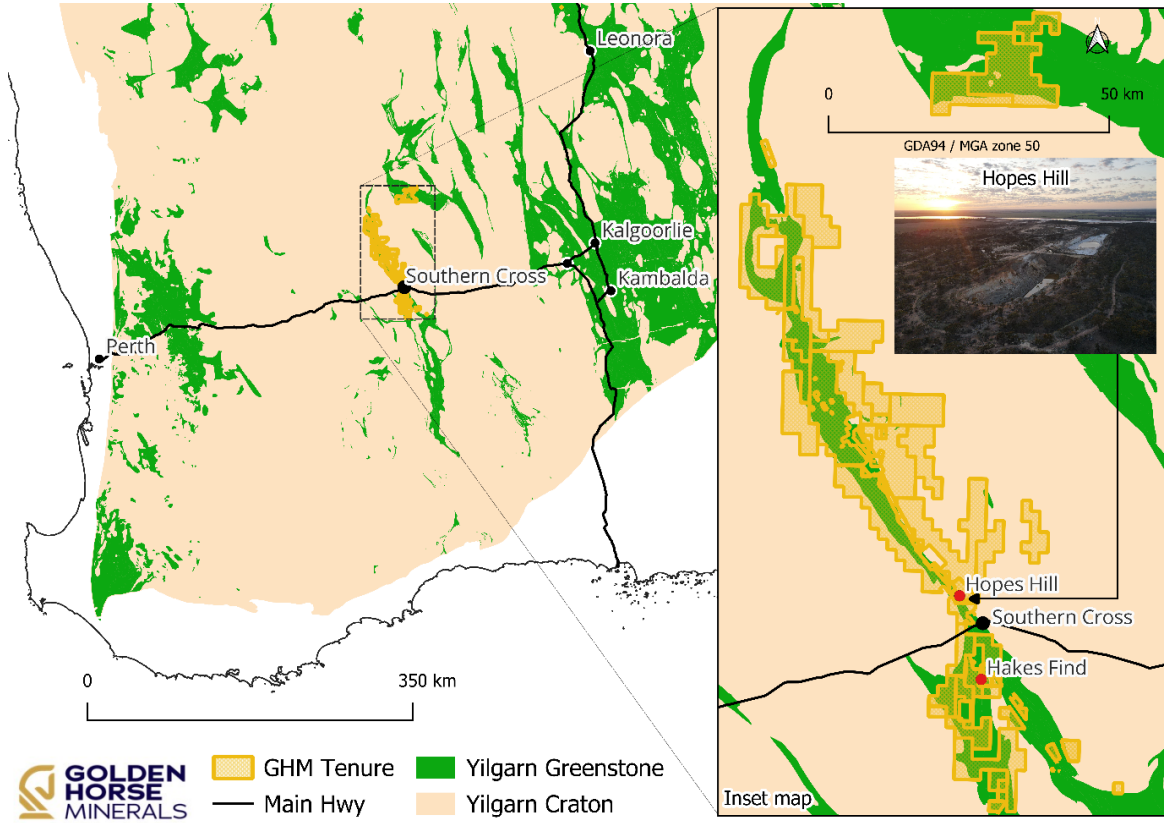 Leonora
Kalgoorlie
Southern Cross
Kambalda
Perth
0
350 km
GOLDEN
HORSE
MINERALS
GHM Tenure
Yilgarn Greenstone
Main Hwy
Yilgarn Craton
0
50 km
GDA94 / MGA zone 50
Hopes Hill
Hopes Hill
Southern Cross
Hakes Find
Inset map